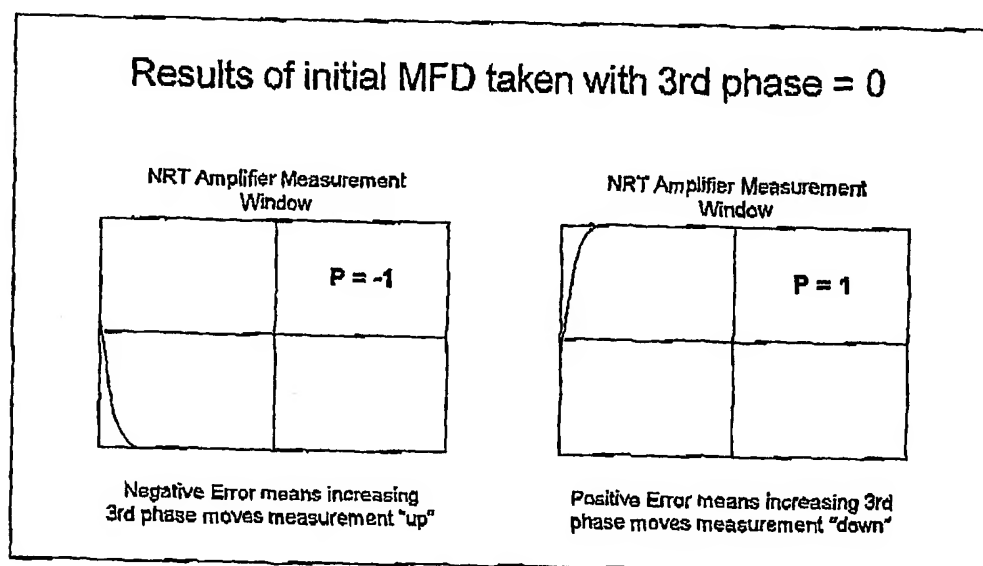 Results of initial MFD taken with 3rd phase = 0
NRT Amplifier Measurement
Window
P = -1
Negative Error means increasing
3rd phase moves measurement "up"
NRT Amplifier Measurement
Window
P = 1
Positive Error means increasing 3rd
phase moves measurement "down"